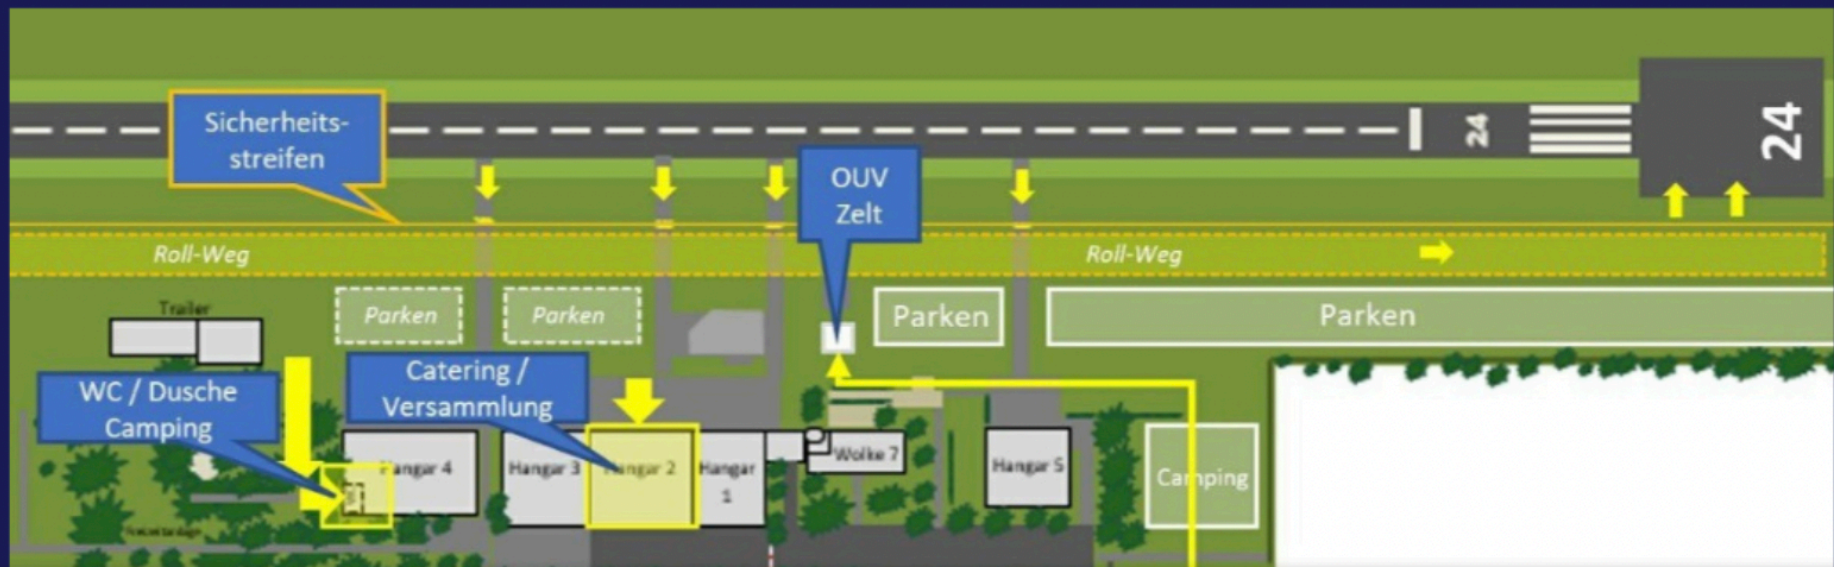 Sicherheits-
streifen
24
24
OUV
Zelt
Roll-Weg
Roll-Weg
Trailer
Parken
Parken
Parken
Parken
WC / Dusche
Camping
Catering /
Versammlung
Hangar 4
Hangar 3
Hangar 2
Hangar
1
Wolke 7
Hangar 5
Camping